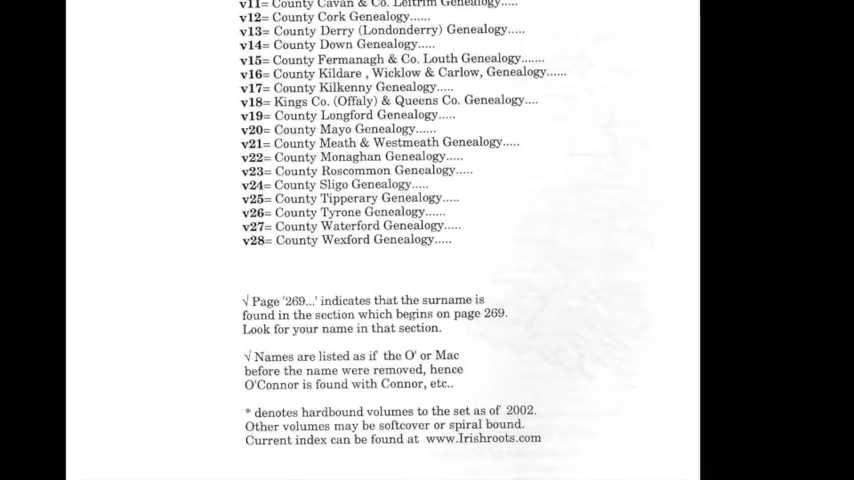 v11= County Cavan & Co. Leitrim Genealogy.....
v12= County Cork Genealogy......
v13= County Derry (Londonderry) Genealogy.....
v14= County Down Genealogy.....
v15= County Fermanagh & Co. Louth Genealogy.......
v16= County Kildare , Wicklow & Carlow, Genealogy......
v17= County Kilkenny Genealogy.....
v18= Kings Co. (Offaly) & Queens Co. Genealogy....
v19= County Longford Genealogy.....
v20= County Mayo Genealogy......
v21= County Meath & Westmeath Genealogy.....
v22= County Monaghan Genealogy.....
v23= County Roscommon Genealogy.....
v24= County Sligo Genealogy.....
v25= County Tipperary Genealogy.....
v26= County Tyrone Genealogy......
v27= County Waterford Genealogy.....
v28= County Wexford Genealogy.....
√ Page '269...' indicates that the surname is
found in the section which begins on page 269.
Look for your name in that section.
√ Names are listed as if the O' or Mac
before the name were removed, hence
O'Connor is found with Connor, etc..
* denotes hardbound volumes to the set as of 2002.
Other volumes may be softcover or spiral bound.
Current index can be found at www.Irishroots.com